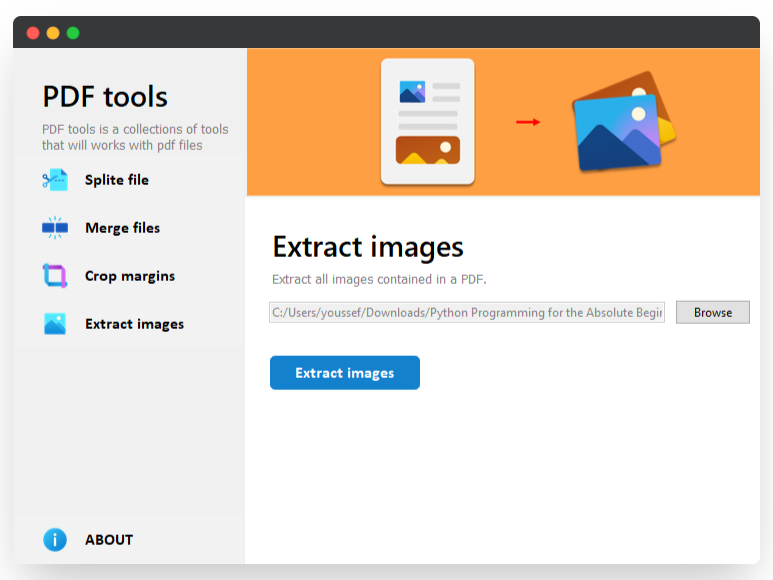 PDF tools
PDF tools is a collections of tools
that will works with pdf files
Splite file
Merge files
Crop margins
Extract images
ABOUT
Extract images
Extract all images contained in a PDF.
C:/Users/youssef/Downloads/Python Programming for the Absolute Begin
Browse
Extract images